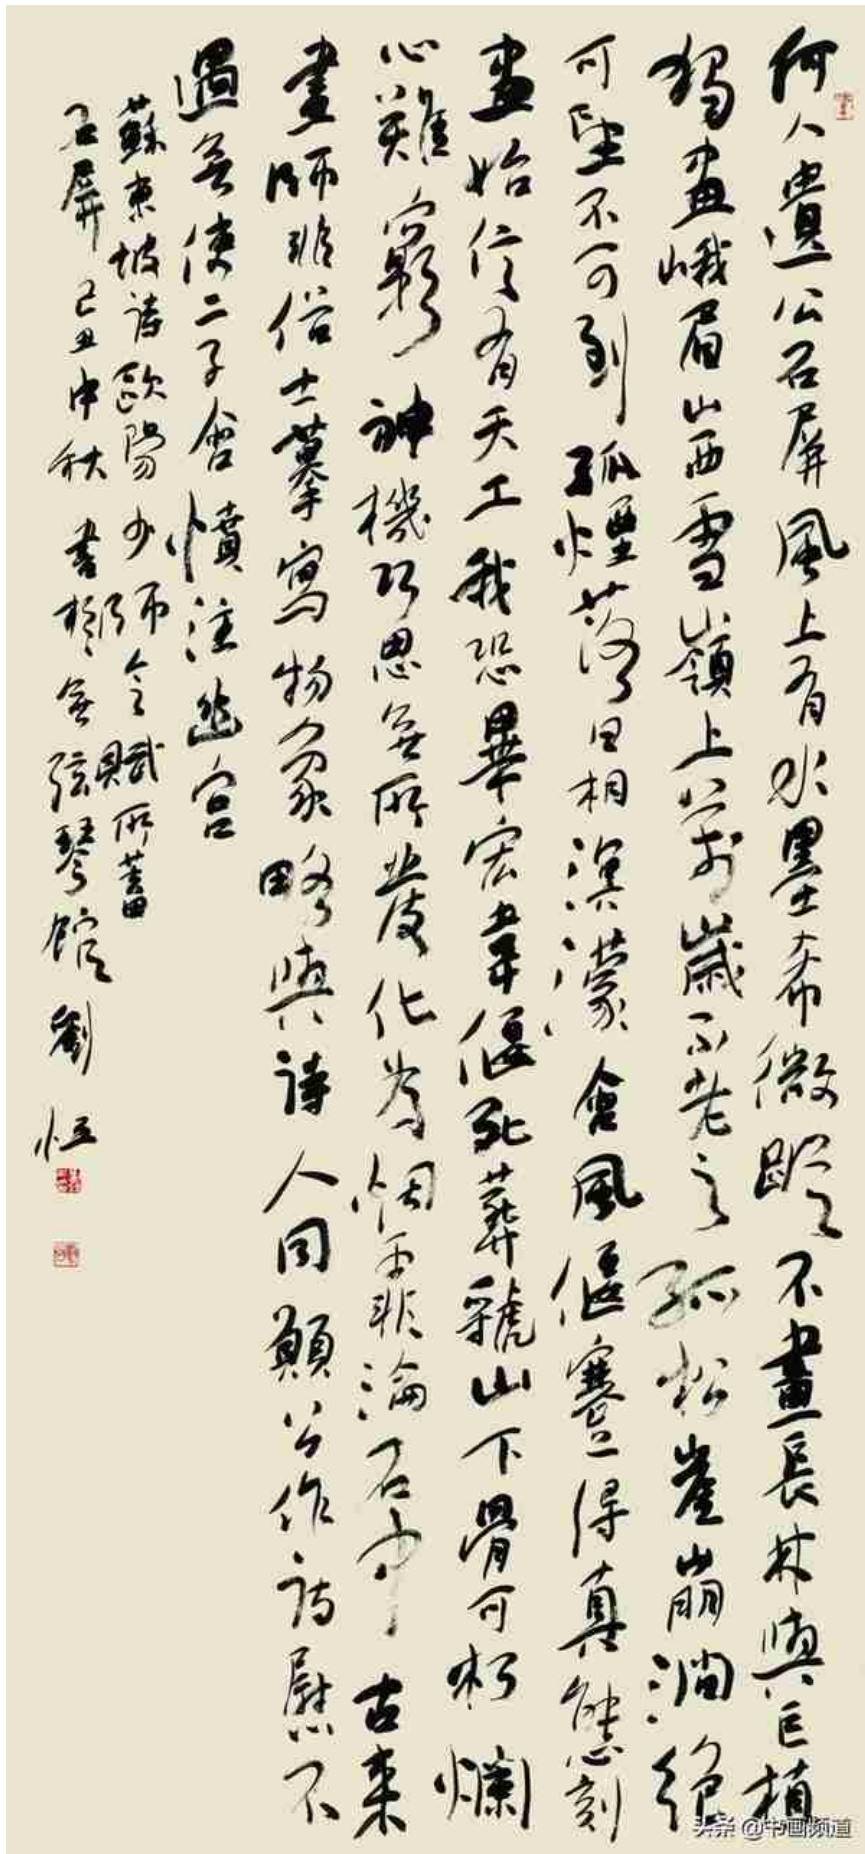 何人遺公石屏風上有水墨希微蹤不畫長林與巨植
獨畫峨眉山西雪嶺上萬歲不老之孤松崖崩澗絕
可望不可到孤煙落日相溟濛含風偃蹇得真態刻
畫始信有天工我恐畢宏韋偃死葬虢山下骨可朽爛
心難窮神機巧思無所發化為烟霏淪石中古來
畫師非俗士摹寫物象略與詩人同願公作詩慰不
遇無使二子含憤泣幽宮
蘇東坡詩歐陽少師令賦所蓄
石屏己丑中秋書於無弦琴館劉恒
头条 @书画频道